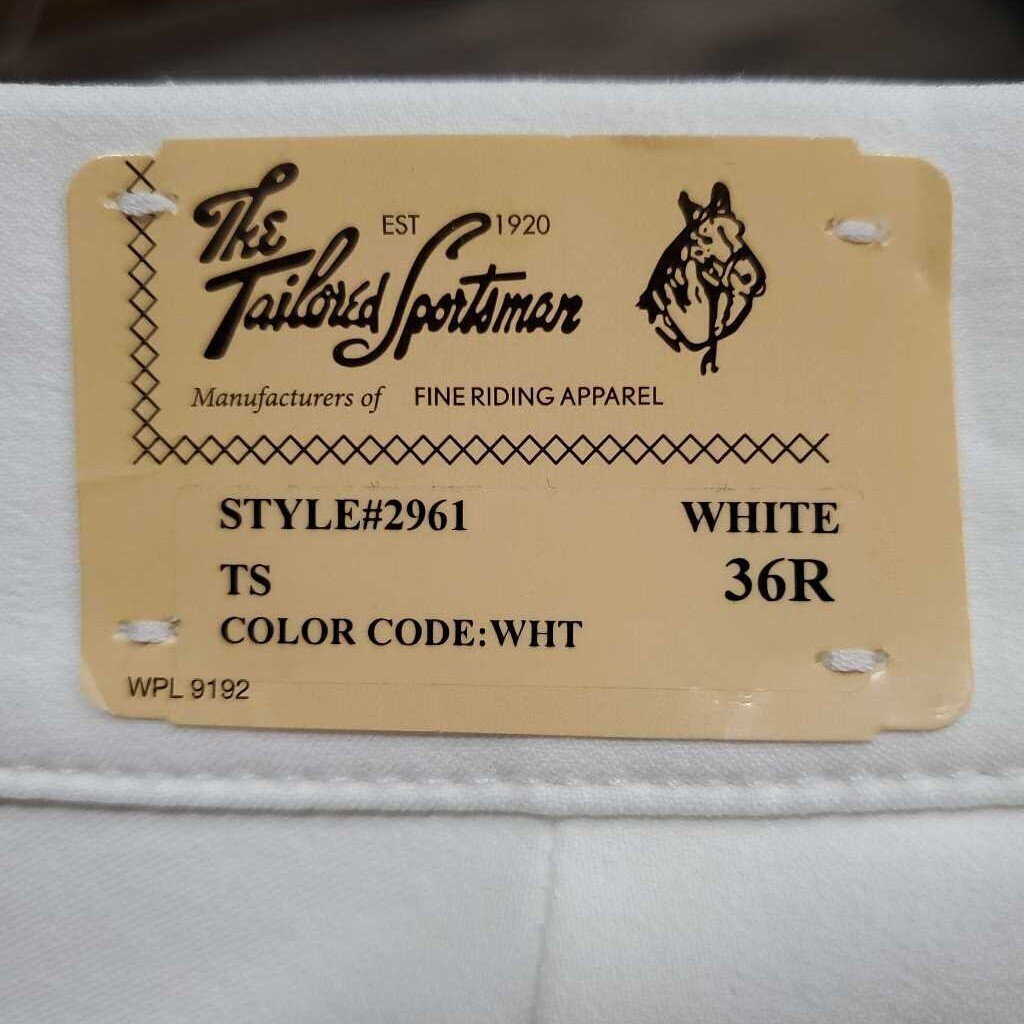 The
EST 1920
Tailored Sportsman
Manufacturers of FINE RIDING APPAREL
STYLE#2961 WHITE
TS 36R
COLOR CODE:WHT
WPL 9192